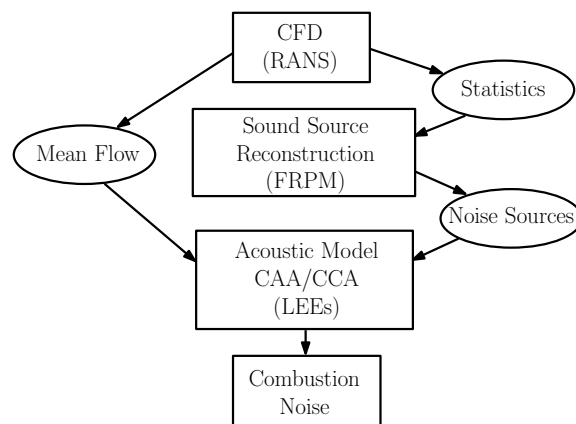 CFD
(RANS)
Statistics
Mean Flow
Sound Source
Reconstruction
(FRPM)
Noise Sources
Acoustic Model
CAA/CCA
(LEEs)
Combustion
Noise